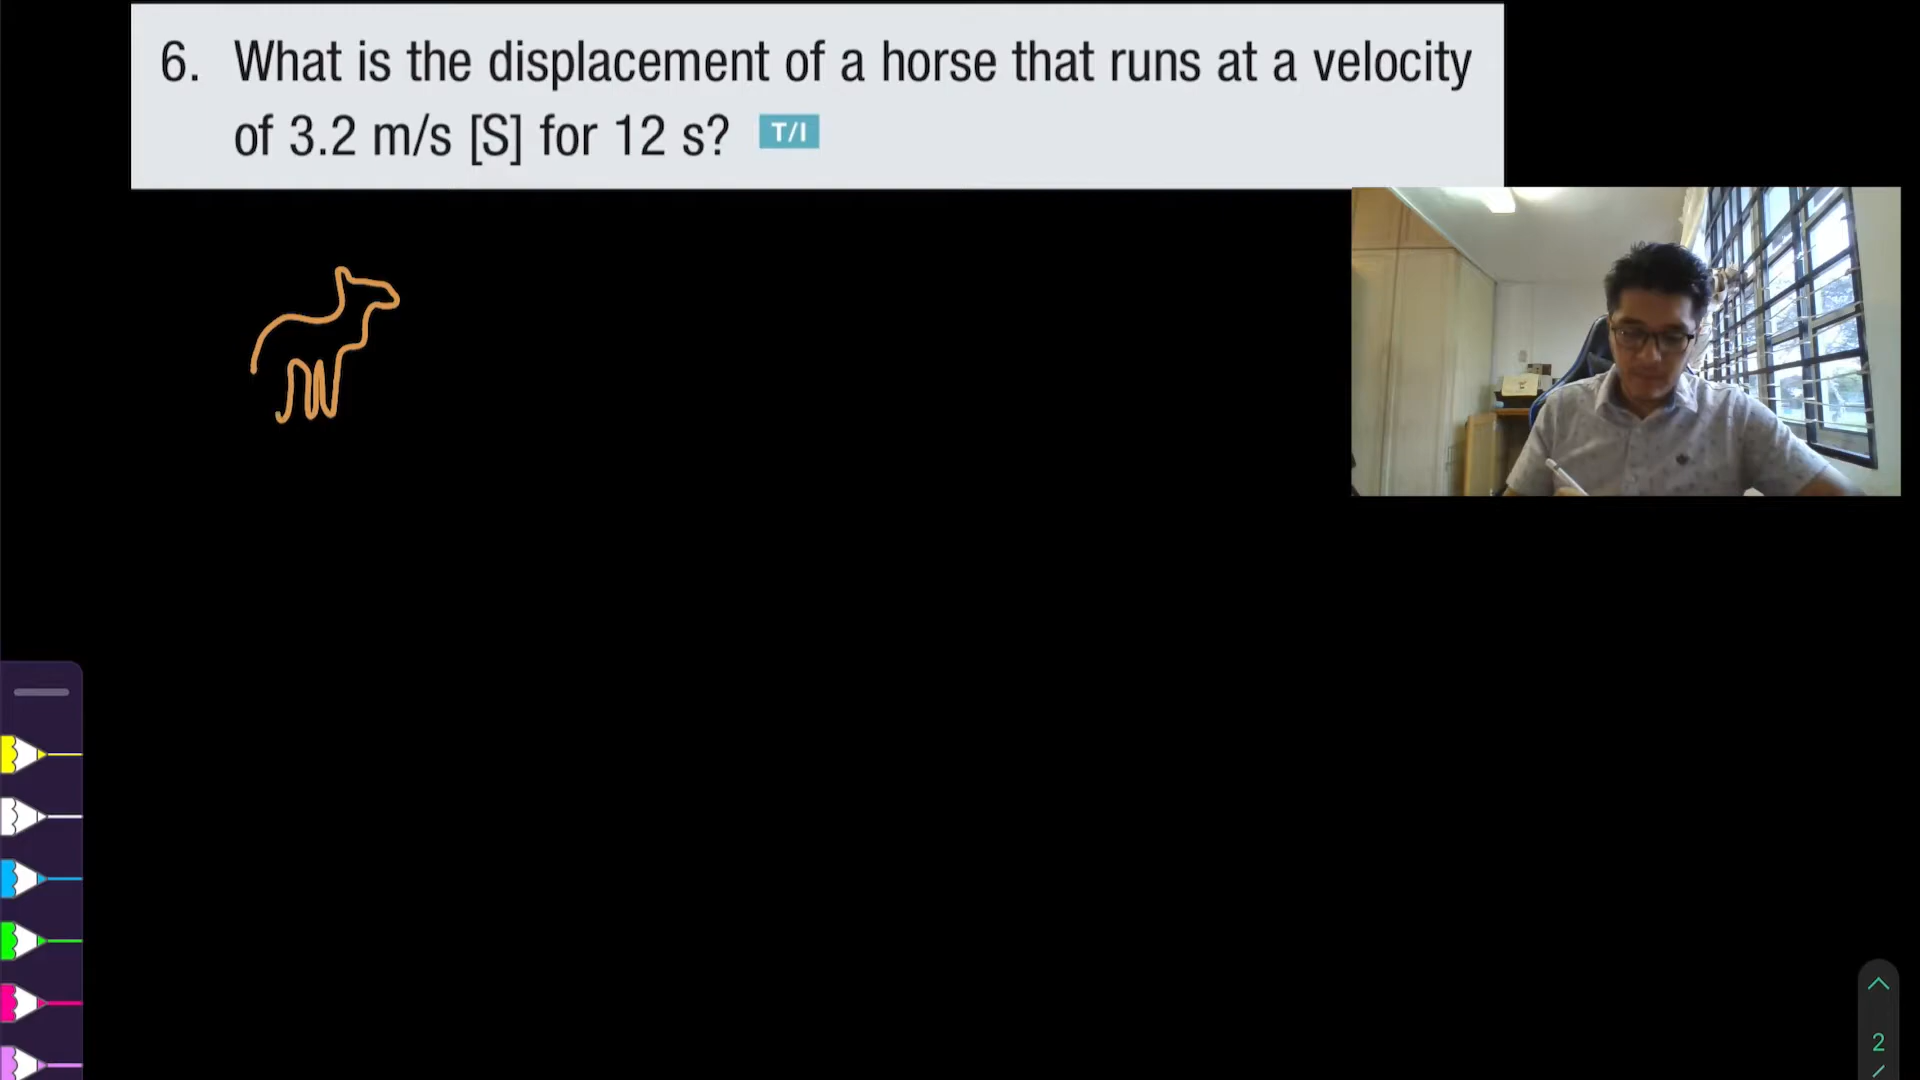 6. What is the displacement of a horse that runs at a velocity
of 3.2 m/s [S] for 12 s? T/I
2